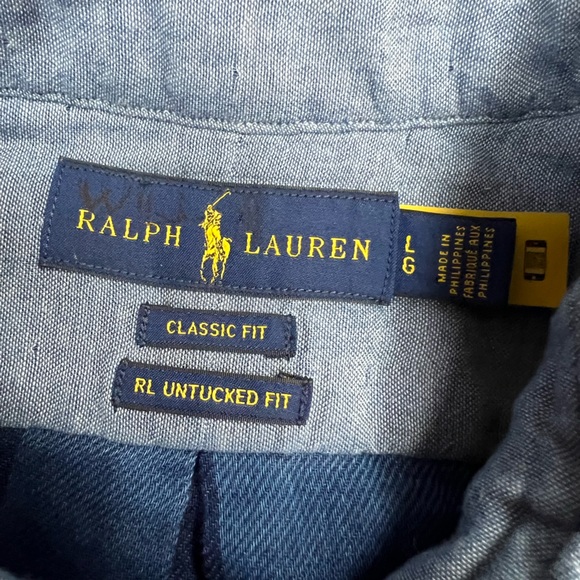 RALPH LAUREN
L
G
MADE IN
PHILIPPINES
FABRIQUÉ AUX
PHILIPPINES
CLASSIC FIT
RL UNTUCKED FIT